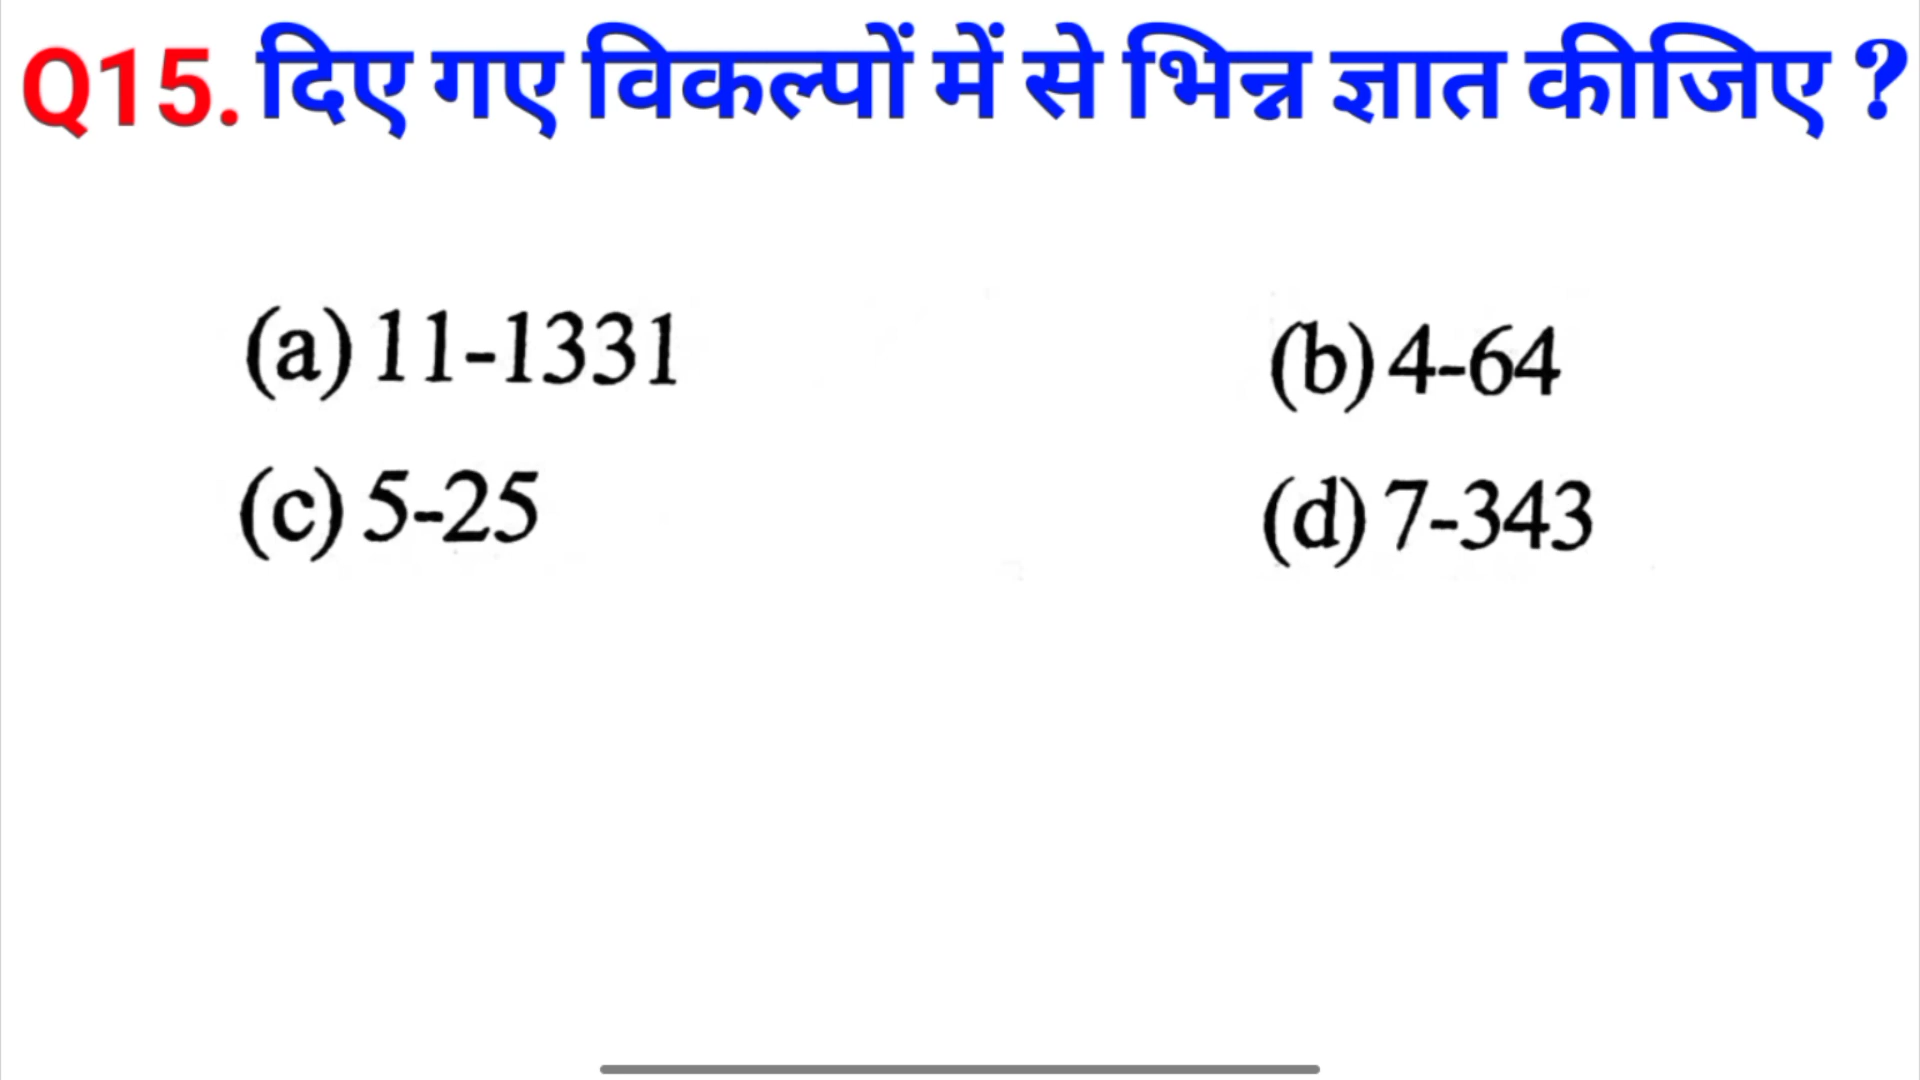 Q15. दिए गए विकल्पों में से भिन्न ज्ञात कीजिए ?
(a) 11-1331 (b) 4-64
(c) 5-25 (d) 7-343